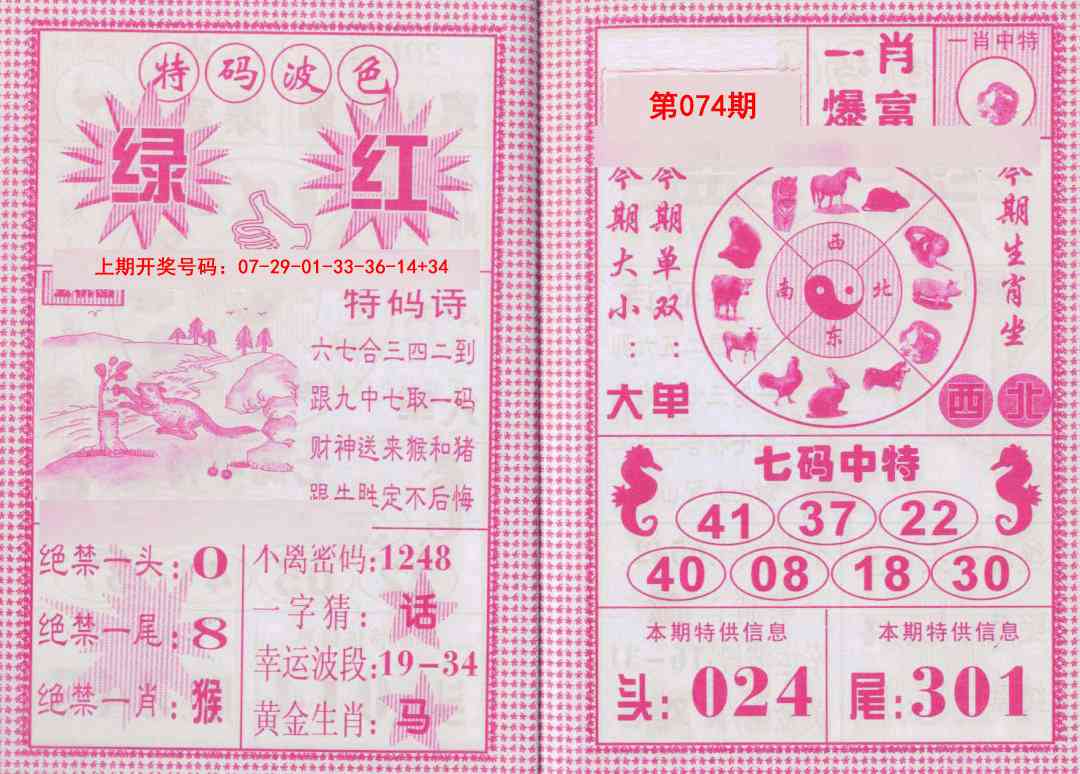 特码波色
绿 红
上期开奖号码：07-29-01-33-36-14+34
特码诗
六七合三四二到
跟九中七取一码
财神送来猴和猪
跟牛胜定不后悔
绝禁一头：0
绝禁一尾：8
绝禁一肖：猴
不离密码：1248
一字猜：话
幸运波段：19-34
黄金生肖：马
第074期
一肖
爆富
一肖中特
今期大小：大
今期单双：单
西
南 北
东
今期生肖坐
西北
七码中特
41 37 22
40 08 18 30
本期特供信息
头：024
本期特供信息
尾：301